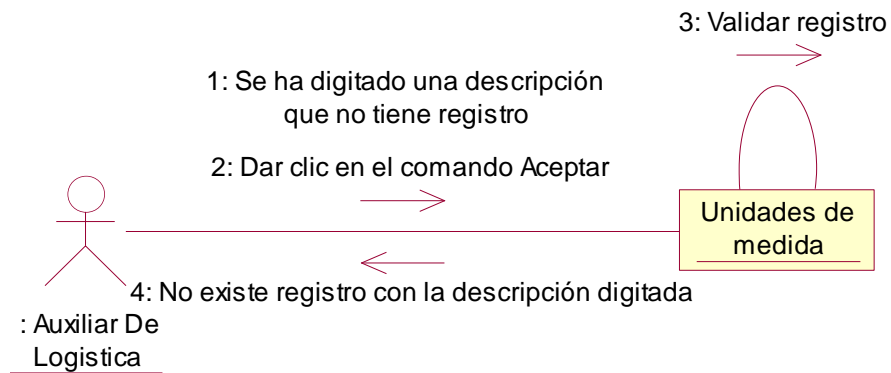 3: Validar registro
1: Se ha digitado una descripción
que no tiene registro
2: Dar clic en el comando Aceptar
Unidades de
medida
4: No existe registro con la descripción digitada
: Auxiliar De
Logistica